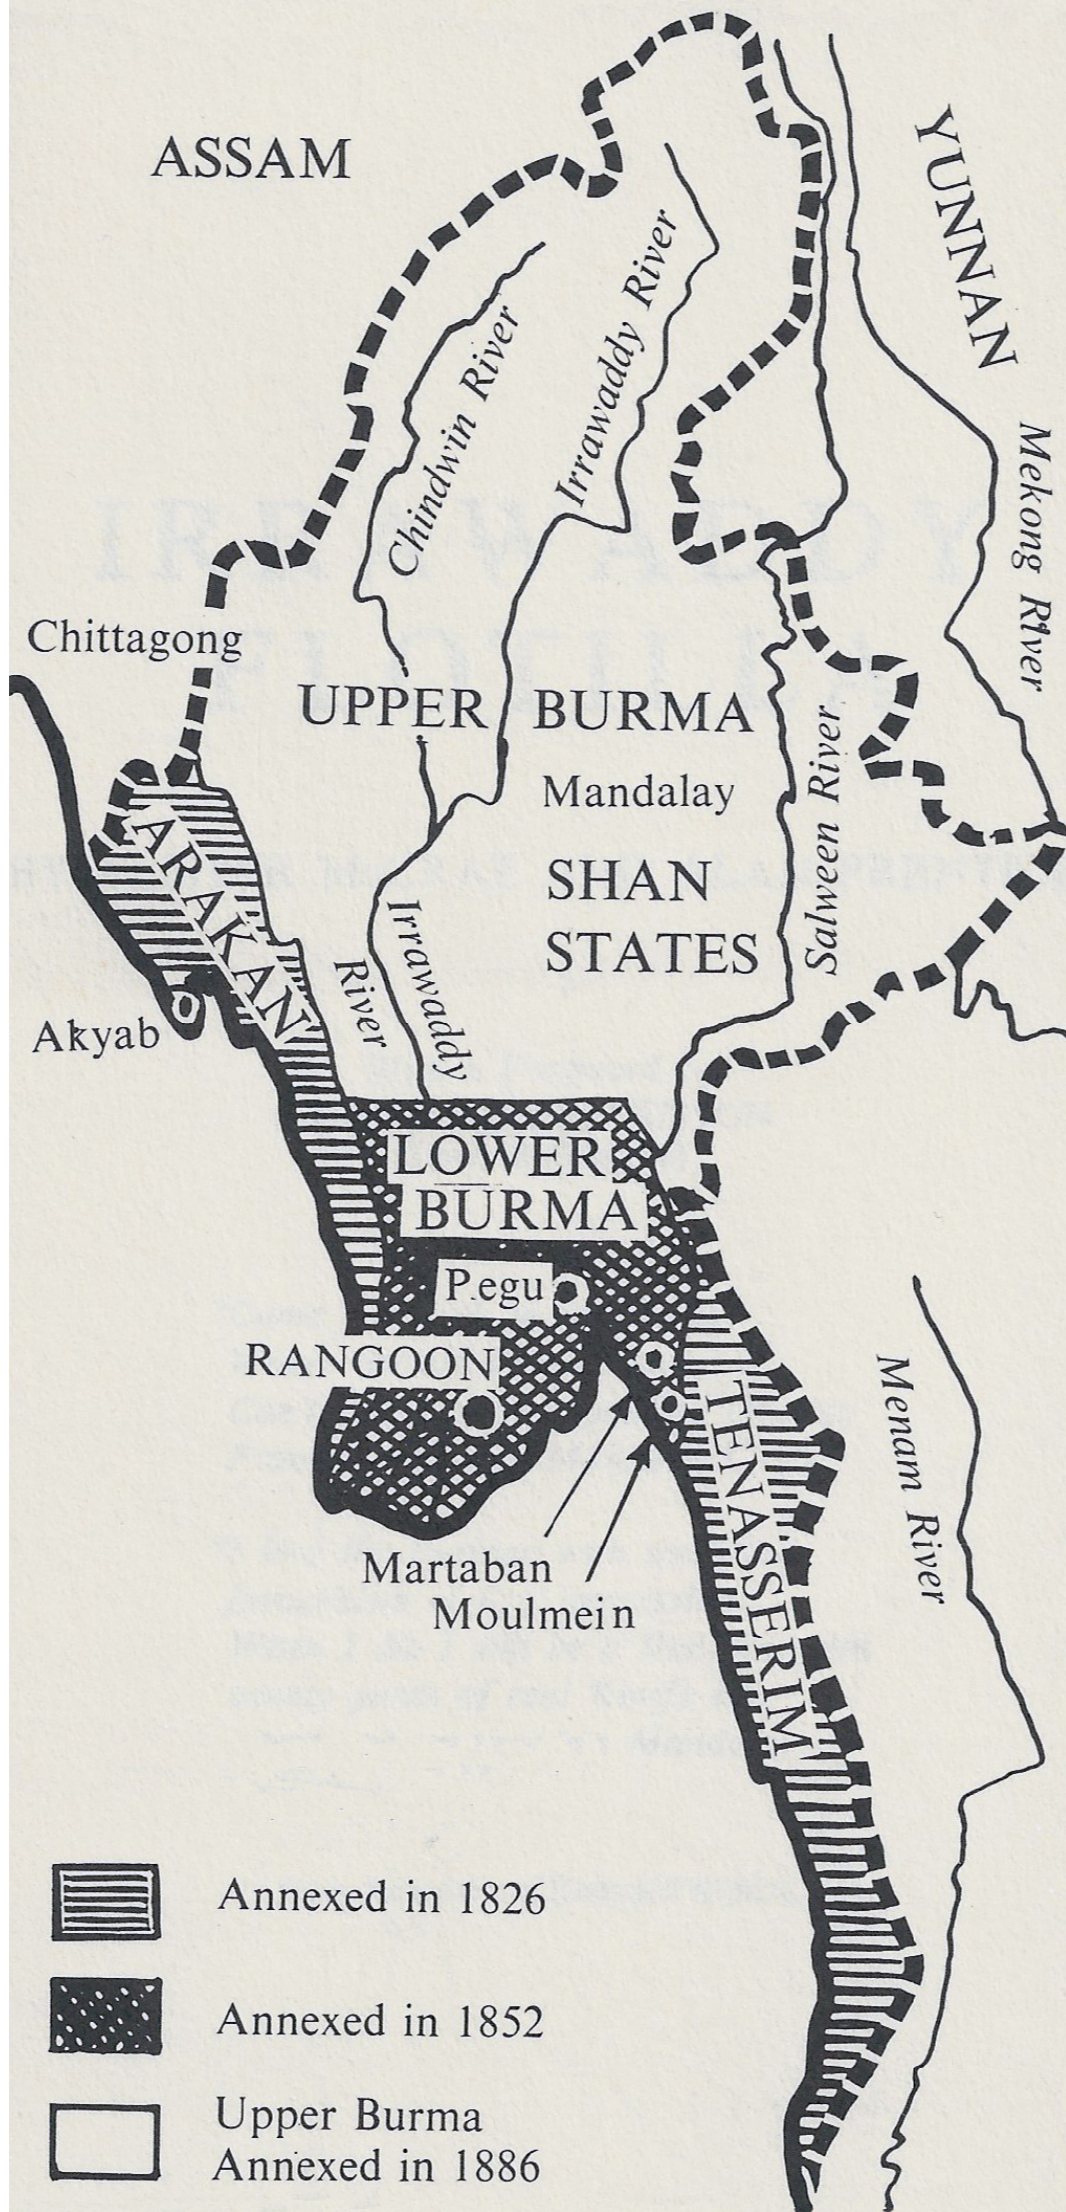 ASSAM
YUNNAN
Chindwin River
Irrawaddy River
Mekong River
Chittagong
UPPER BURMA
Mandalay
Salween River
SHAN
STATES
ARAKAN
Irrawaddy
River
Akyab
LOWER
BURMA
P.egu
RANGOON
TENASSERIM
Menam River
Martaban
Moulmein
Annexed in 1826
Annexed in 1852
Upper Burma
Annexed in 1886